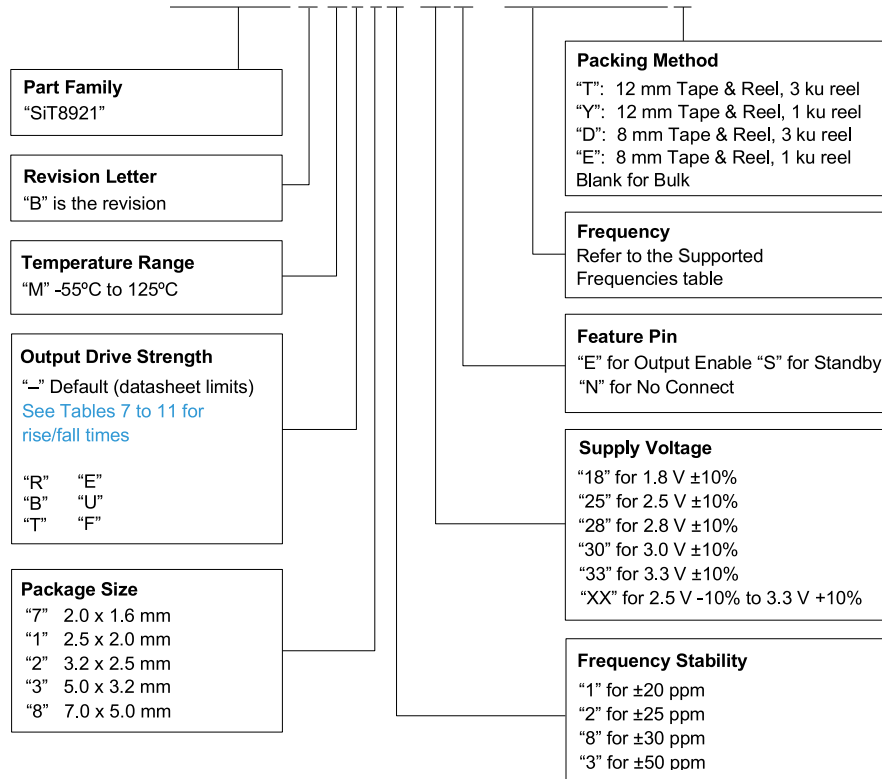 Part Family
“SiT8921”
Revision Letter
“B” is the revision
Temperature Range
“M” -55ºC to 125ºC
Output Drive Strength
“–” Default (datasheet limits)
See Tables 7 to 11 for
rise/fall times
“R” “E”
“B” “U”
“T” “F”
Package Size
“7” 2.0 x 1.6 mm
“1” 2.5 x 2.0 mm
“2” 3.2 x 2.5 mm
“3” 5.0 x 3.2 mm
“8” 7.0 x 5.0 mm
Packing Method
“T”: 12 mm Tape & Reel, 3 ku reel
“Y”: 12 mm Tape & Reel, 1 ku reel
“D”: 8 mm Tape & Reel, 3 ku reel
“E”: 8 mm Tape & Reel, 1 ku reel
Blank for Bulk
Frequency
Refer to the Supported
Frequencies table
Feature Pin
“E” for Output Enable “S” for Standby
“N” for No Connect
Supply Voltage
“18” for 1.8 V ±10%
“25” for 2.5 V ±10%
“28” for 2.8 V ±10%
“30” for 3.0 V ±10%
“33” for 3.3 V ±10%
“XX” for 2.5 V -10% to 3.3 V +10%
Frequency Stability
“1” for ±20 ppm
“2” for ±25 ppm
“8” for ±30 ppm
“3” for ±50 ppm